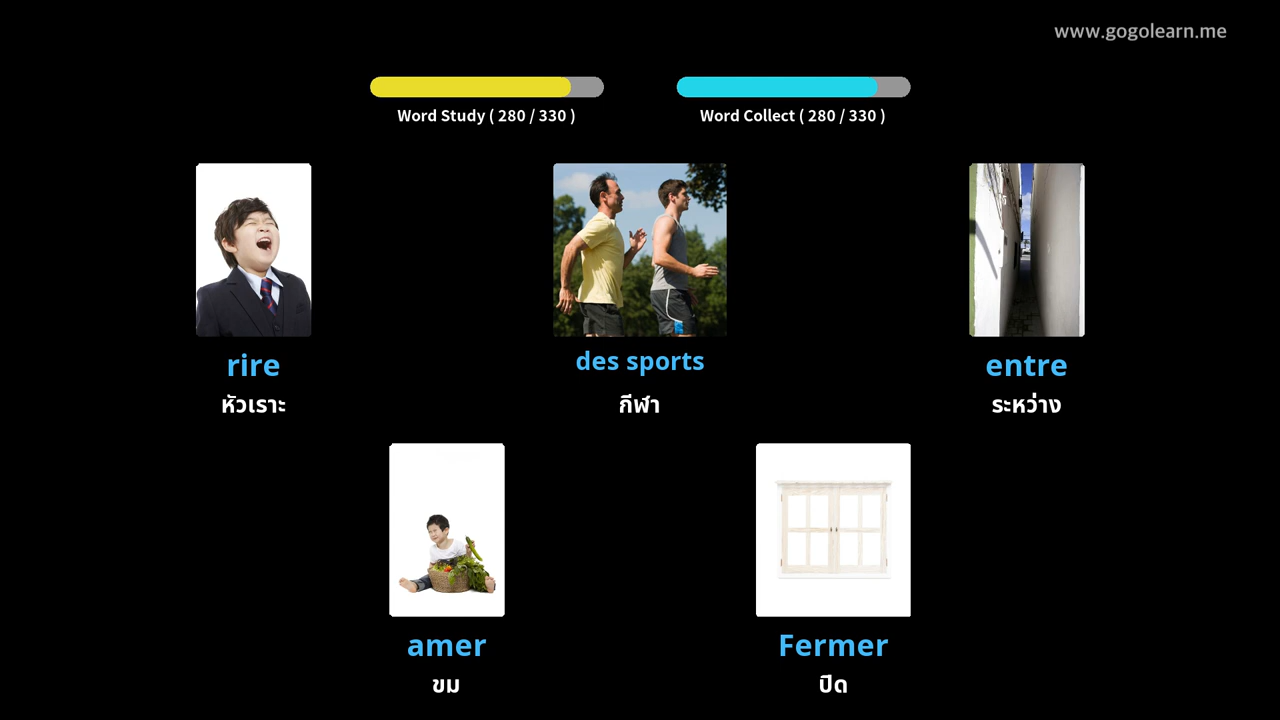 www.gogolearn.me
Word Study ( 280 / 330 )
Word Collect ( 280 / 330 )
rire
หัวเราะ
des sports
กีฬา
entre
ระหว่าง
amer
ขม
Fermer
ปิด